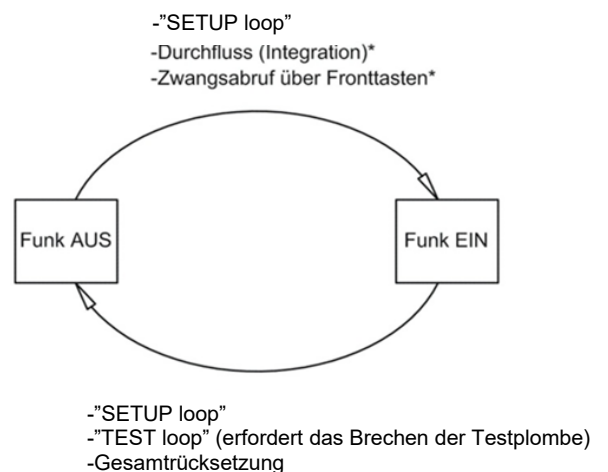 -”SETUP loop”
-Durchfluss (Integration)*
-Zwangsabruf über Fronttasten*
Funk AUS
Funk EIN
-”SETUP loop”
-”TEST loop” (erfordert das Brechen der Testplombe)
-Gesamtrücksetzung